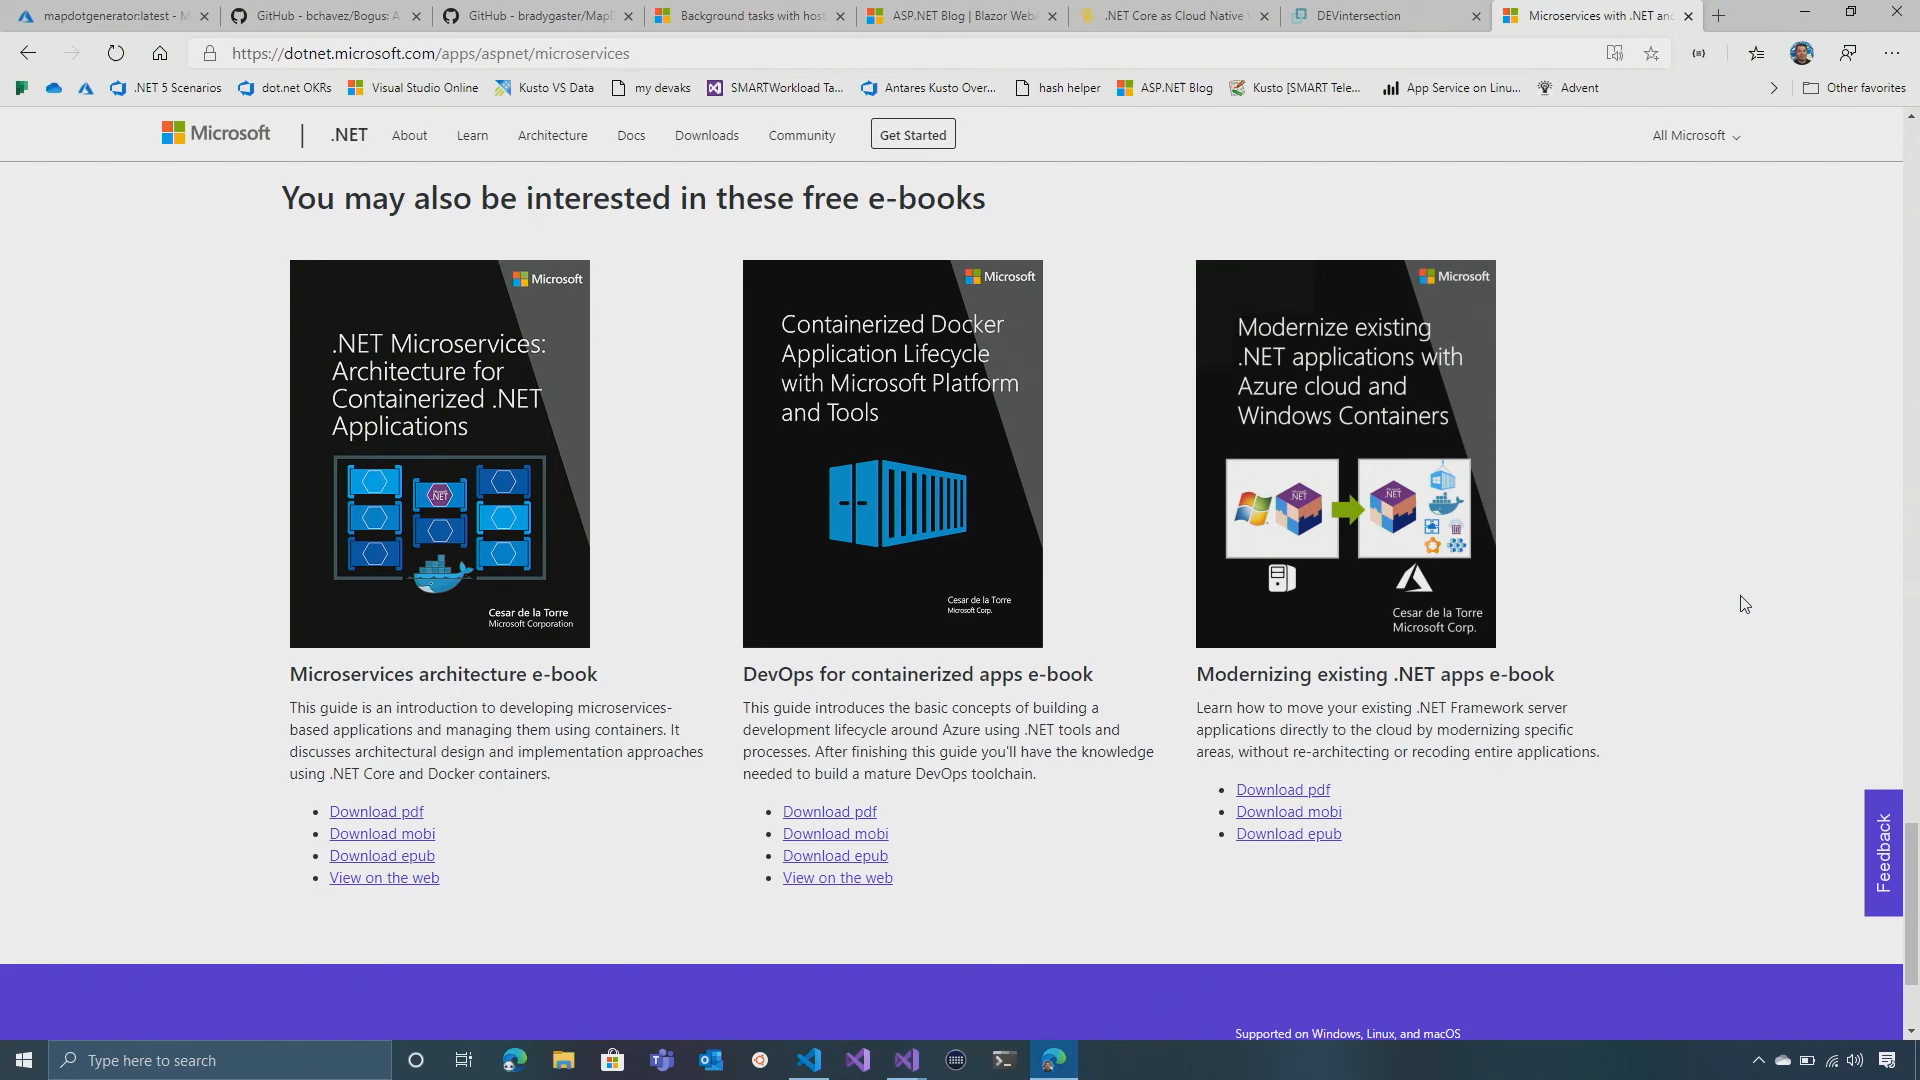 mapdotgenerator:latest - M
GitHub - bchavez/Bogus: A
GitHub - bradygaster/MapD
Background tasks with host
ASP.NET Blog | Blazor WebA
.NET Core as Cloud Native
DEVintersection
Microservices with .NET and
https://dotnet.microsoft.com/apps/aspnet/microservices
.NET 5 Scenarios
dot.net OKRs
Visual Studio Online
Kusto VS Data
my devaks
SMARTWorkload Ta...
Antares Kusto Over...
hash helper
ASP.NET Blog
Kusto [SMART Tele...
App Service on Linu...
Advent
Other favorites
Microsoft
.NET
About
Learn
Architecture
Docs
Downloads
Community
Get Started
All Microsoft
You may also be interested in these free e-books
Microsoft
.NET Microservices:
Architecture for
Containerized .NET
Applications
Cesar de la Torre
Microsoft Corporation
Microsoft
Containerized Docker
Application Lifecycle
with Microsoft Platform
and Tools
Cesar de la Torre
Microsoft Corp.
Microsoft
Modernize existing
.NET applications with
Azure cloud and
Windows Containers
.NET
.NET
Cesar de la Torre
Microsoft Corp.
Microservices architecture e-book
This guide is an introduction to developing microservices-
based applications and managing them using containers. It
discusses architectural design and implementation approaches
using .NET Core and Docker containers.
Download pdf
Download mobi
Download epub
View on the web
DevOps for containerized apps e-book
This guide introduces the basic concepts of building a
development lifecycle around Azure using .NET tools and
processes. After finishing this guide you'll have the knowledge
needed to build a mature DevOps toolchain.
Download pdf
Download mobi
Download epub
View on the web
Modernizing existing .NET apps e-book
Learn how to move your existing .NET Framework server
applications directly to the cloud by modernizing specific
areas, without re-architecting or recoding entire applications.
Download pdf
Download mobi
Download epub
Feedback
Supported on Windows, Linux, and macOS
Type here to search